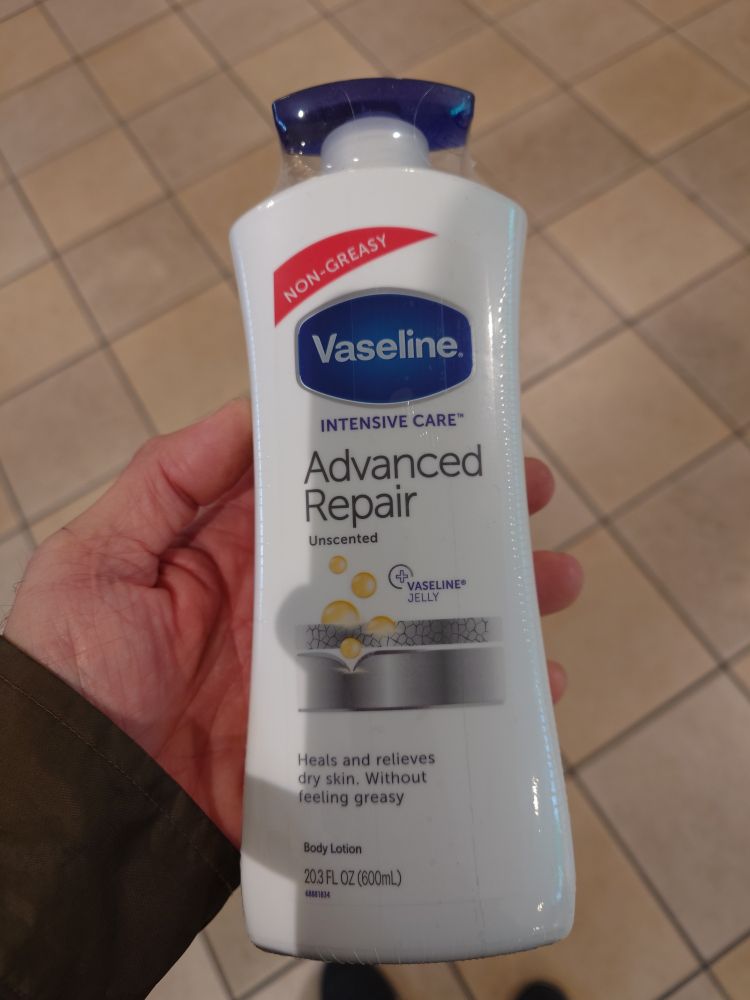 NON-GREASY
Vaseline®
INTENSIVE CARE™
Advanced
Repair
Unscented
VASELINE®
JELLY
Heals and relieves
dry skin. Without
feeling greasy
Body Lotion
20.3 FL OZ (600mL)